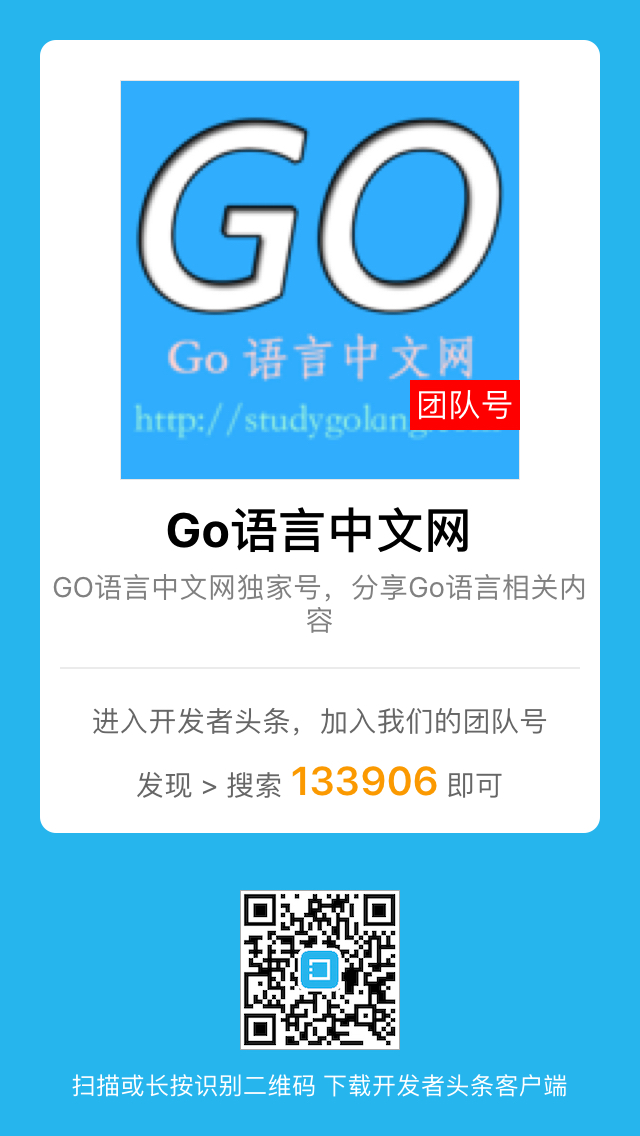 GO
Go 语言中文网
团队号
http://studygolang.com
Go语言中文网
GO语言中文网独家号，分享Go语言相关内
容
进入开发者头条，加入我们的团队号
发现 > 搜索 133906 即可
扫描或长按识别二维码 下载开发者头条客户端